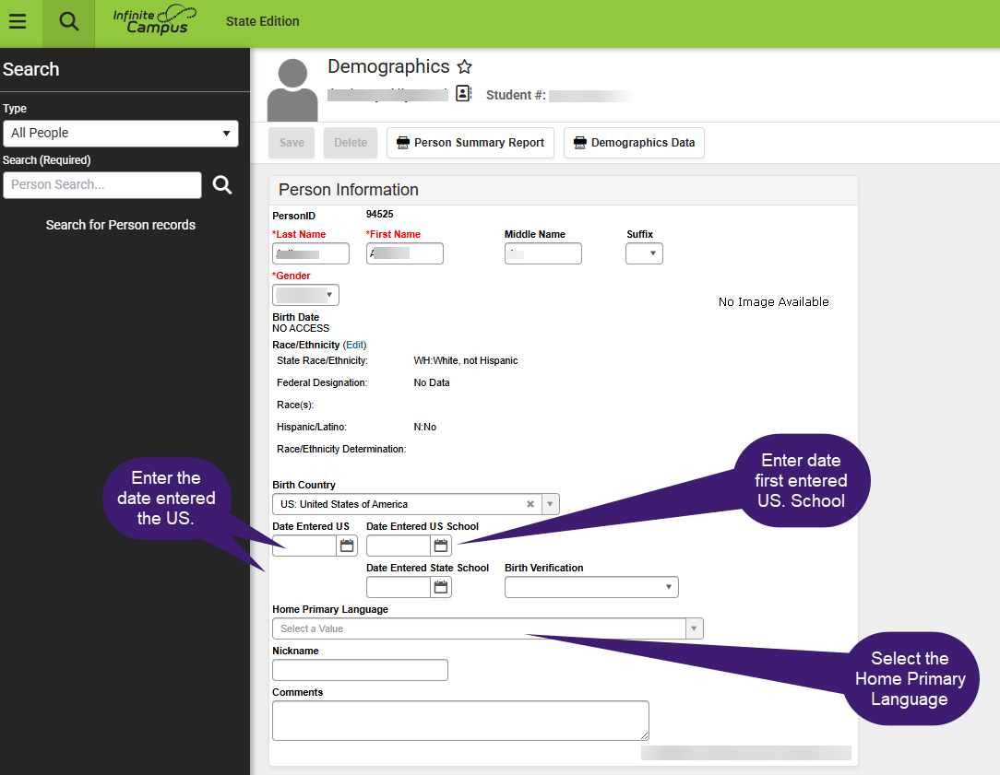 Infinite Campus
State Edition
Search
Type
All People
Search (Required)
Person Search...
Search for Person records
Demographics
Student #:
Save
Delete
Person Summary Report
Demographics Data
Person Information
PersonID
94525
*Last Name
*First Name
Middle Name
Suffix
*Gender
No Image Available
Birth Date
NO ACCESS
Race/Ethnicity (Edit)
State Race/Ethnicity:
WH:White, not Hispanic
Federal Designation:
No Data
Race(s):
Hispanic/Latino:
N:No
Race/Ethnicity Determination:
Enter the
date entered
the US.
Enter date
first entered
US. School
Birth Country
US: United States of America
Date Entered US
Date Entered US School
Date Entered State School
Birth Verification
Home Primary Language
Select a Value
Select the
Home Primary
Language
Nickname
Comments